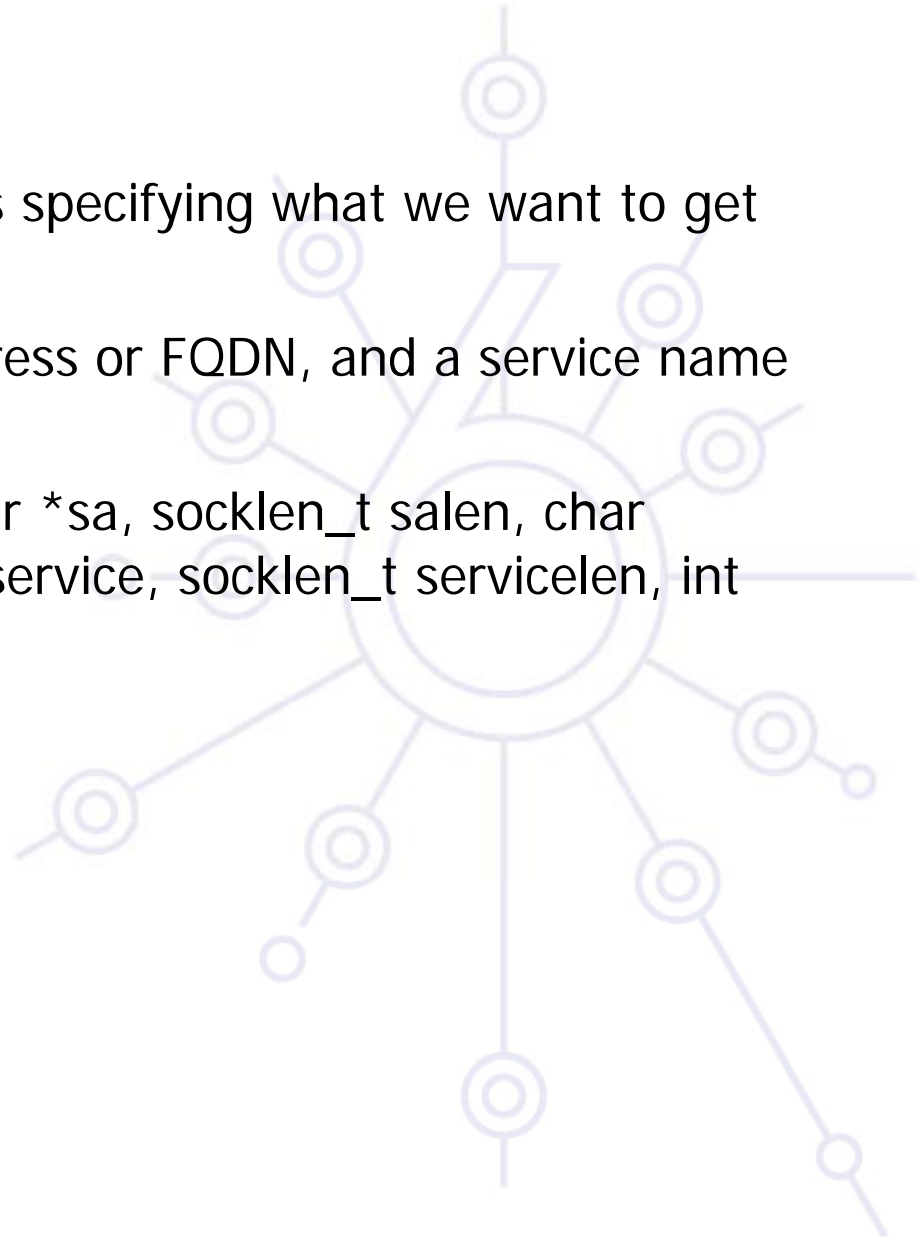 s specifying what we want to get
ress or FQDN, and a service name
r *sa, socklen_t salen, char
service, socklen_t servicelen, int